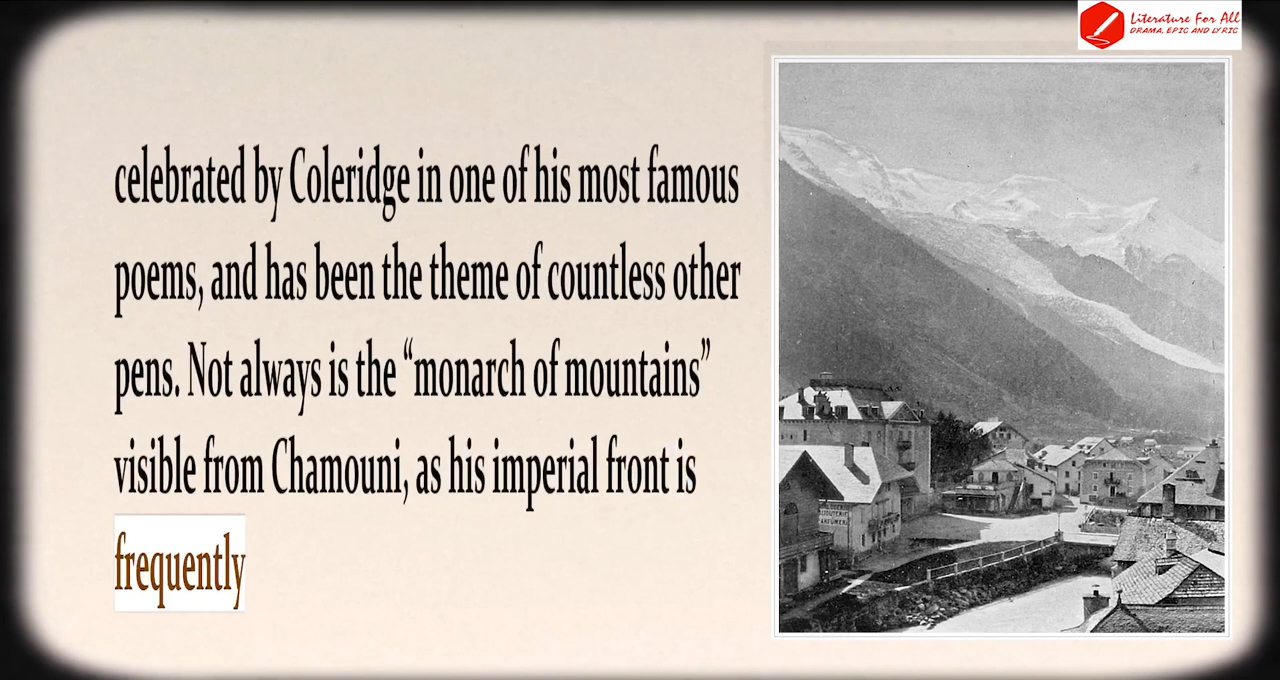 Literature For All
DRAMA, EPIC AND LYRIC
celebrated by Coleridge in one of his most famous
poems, and has been the theme of countless other
pens. Not always is the “monarch of mountains”
visible from Chamouni, as his imperial front is
frequently